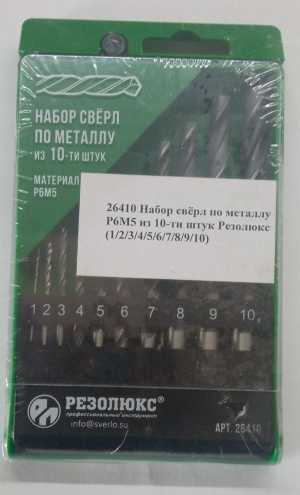 НАБОР СВЁРЛ
ПО МЕТАЛЛУ
ИЗ 10-ТИ ШТУК
МАТЕРИАЛ
Р6М5
26410 Набор свёрл по металлу
Р6М5 из 10-ти штук Резолюкс
(1/2/3/4/5/6/7/8/9/10)
1 2 3 4 5 6 7 8 9 10
РЕЗОЛЮКС®
профессиональный инструмент
info@sverlo.su
АРТ. 26410